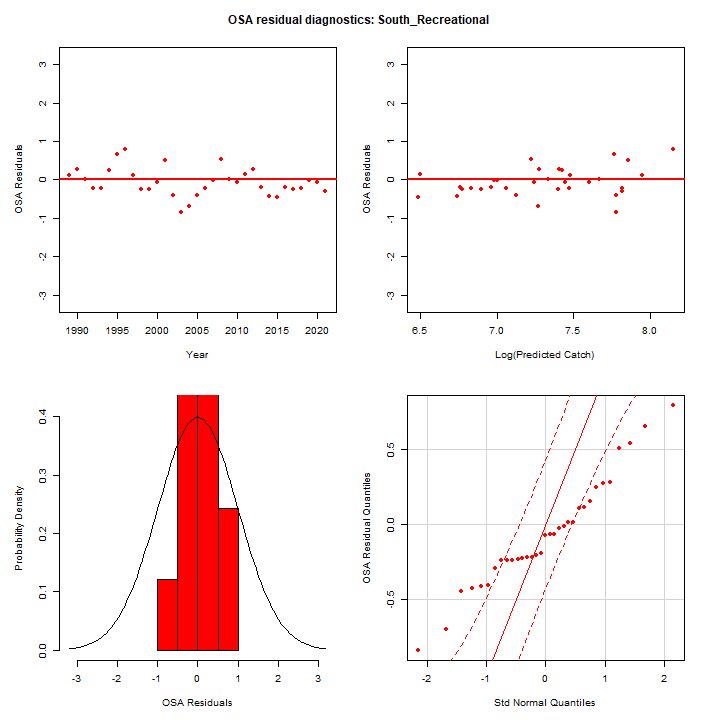 OSA residual diagnostics: South_Recreational
OSA Residuals
3
2
1
0
-1
-2
-3
1990 1995 2000 2005 2010 2015 2020
Year
OSA Residuals
3
2
1
0
-1
-2
-3
6.5 7.0 7.5 8.0
Log(Predicted Catch)
Probability Density
0.4
0.3
0.2
0.1
0.0
-3 -2 -1 0 1 2 3
OSA Residuals
OSA Residual Quantiles
0.5
0.0
-0.5
-2 -1 0 1 2
Std Normal Quantiles